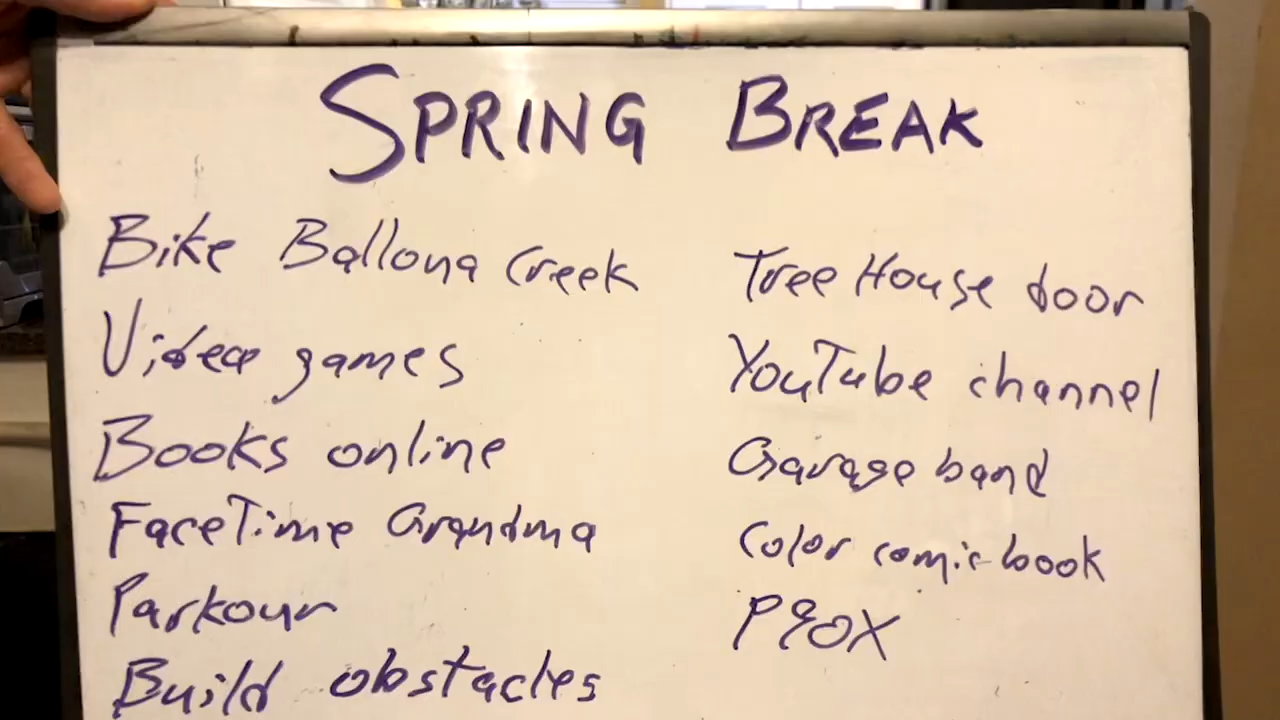 SPRING BREAK
Bike Ballona Creek
Video games
Books online
FaceTime Grandma
Parkour
Build obstacles
Tree House door
YouTube channel
Garage band
Color comic book
P90X